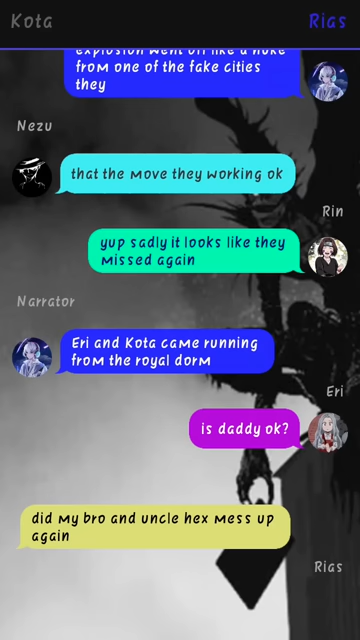 Kota
Rias
explosion went off like a nuke
from one of the fake cities
they
Nezu
that the move they working ok
Rin
yup sadly it looks like they
missed again
Narrator
Eri and Kota came running
from the royal dorm
Eri
is daddy ok?
did my bro and uncle hex mess up
again
Rias